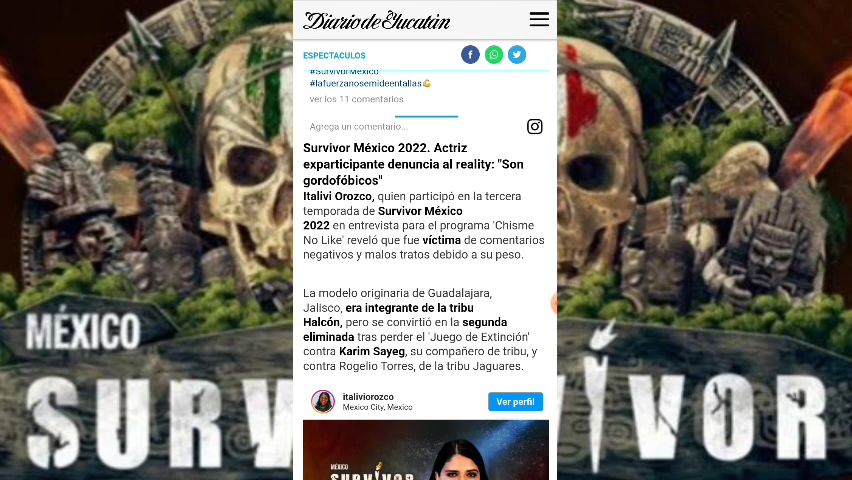 Diario de Yucatán
ESPECTACULOS
#SurvivorMéxico
#lafuerzanosemideentallas💪
ver los 11 comentarios
Agrega un comentario...
Survivor México 2022. Actriz
exparticipante denuncia al reality: "Son
gordofóbicos"
Italivi Orozco, quien participó en la tercera
temporada de Survivor México
2022 en entrevista para el programa 'Chisme
No Like' reveló que fue víctima de comentarios
negativos y malos tratos debido a su peso.
La modelo originaria de Guadalajara,
Jalisco, era integrante de la tribu
Halcón, pero se convirtió en la segunda
eliminada tras perder el 'Juego de Extinción'
contra Karim Sayeg, su compañero de tribu, y
contra Rogelio Torres, de la tribu Jaguares.
italiviorozco
Mexico City, Mexico
Ver perfil
MÉXICO
SURVIVOR
MÉXICO
SURV
IVOR